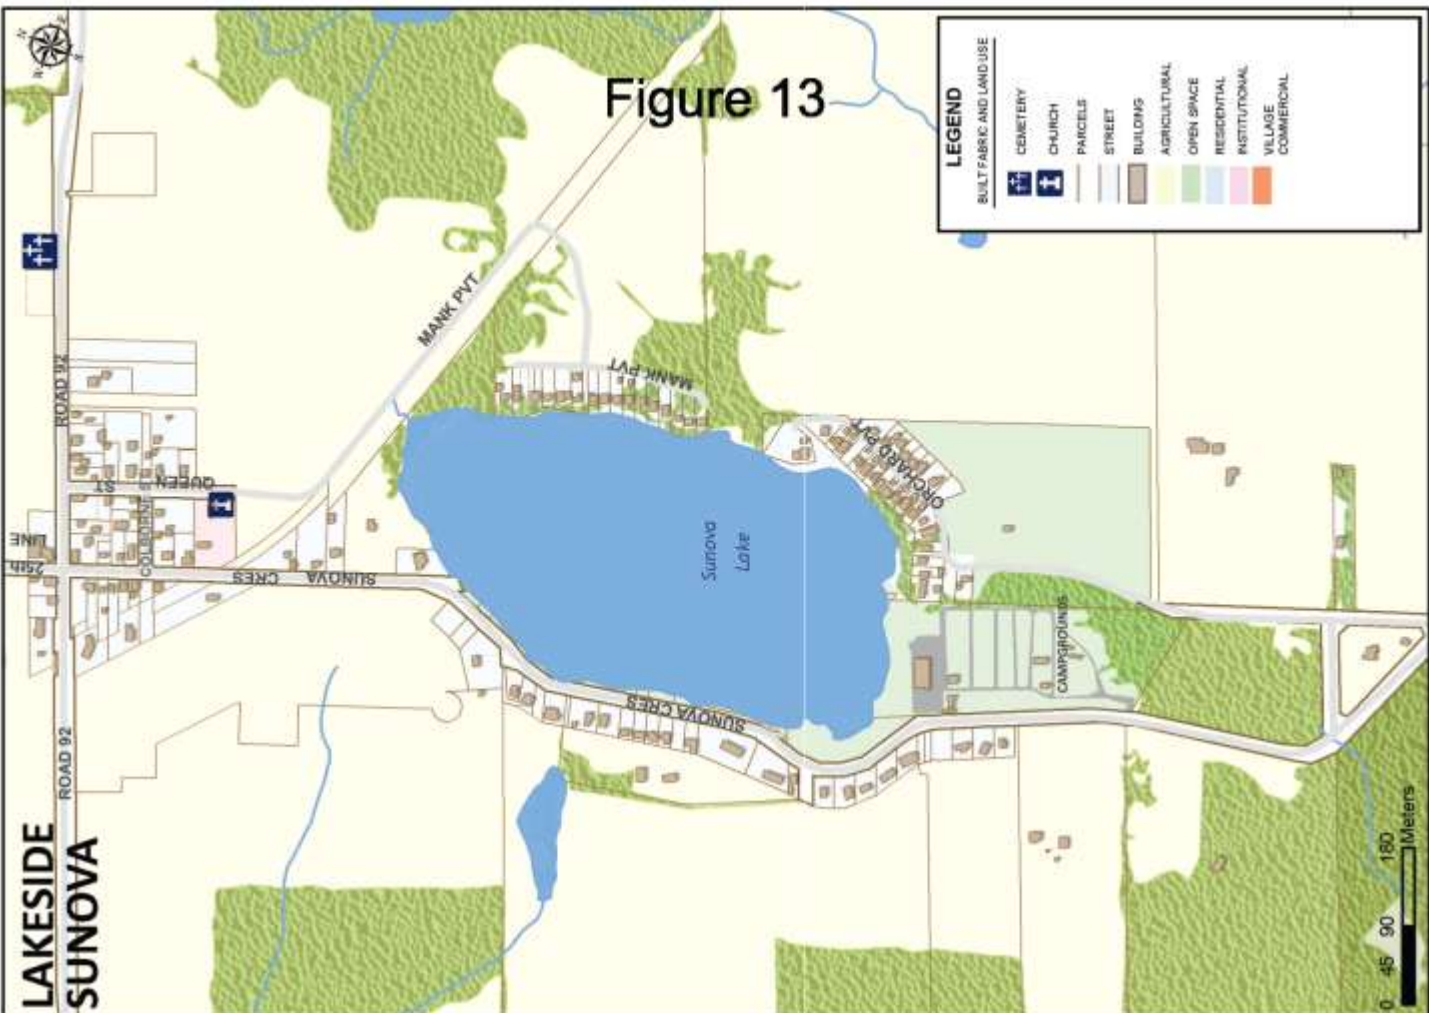 LAKESIDE
SUNOVA
Figure 13
ROAD 92
ROAD 92
25th
LINE
QUEEN
ST
COLBORNE ST
SUNOVA CRES
MANK PVT
MANK PVT
ORCHARD PVT
SUNOVA CRES
Sunova
Lake
CAMPGROUNDS
LEGEND
BUILT FABRIC AND LAND USE
CEMETERY
CHURCH
PARCELS
STREET
BUILDING
AGRICULTURAL
OPEN SPACE
RESIDENTIAL
INSTITUTIONAL
VILLAGE
COMMERCIAL
0 45 90 180
Meters
N